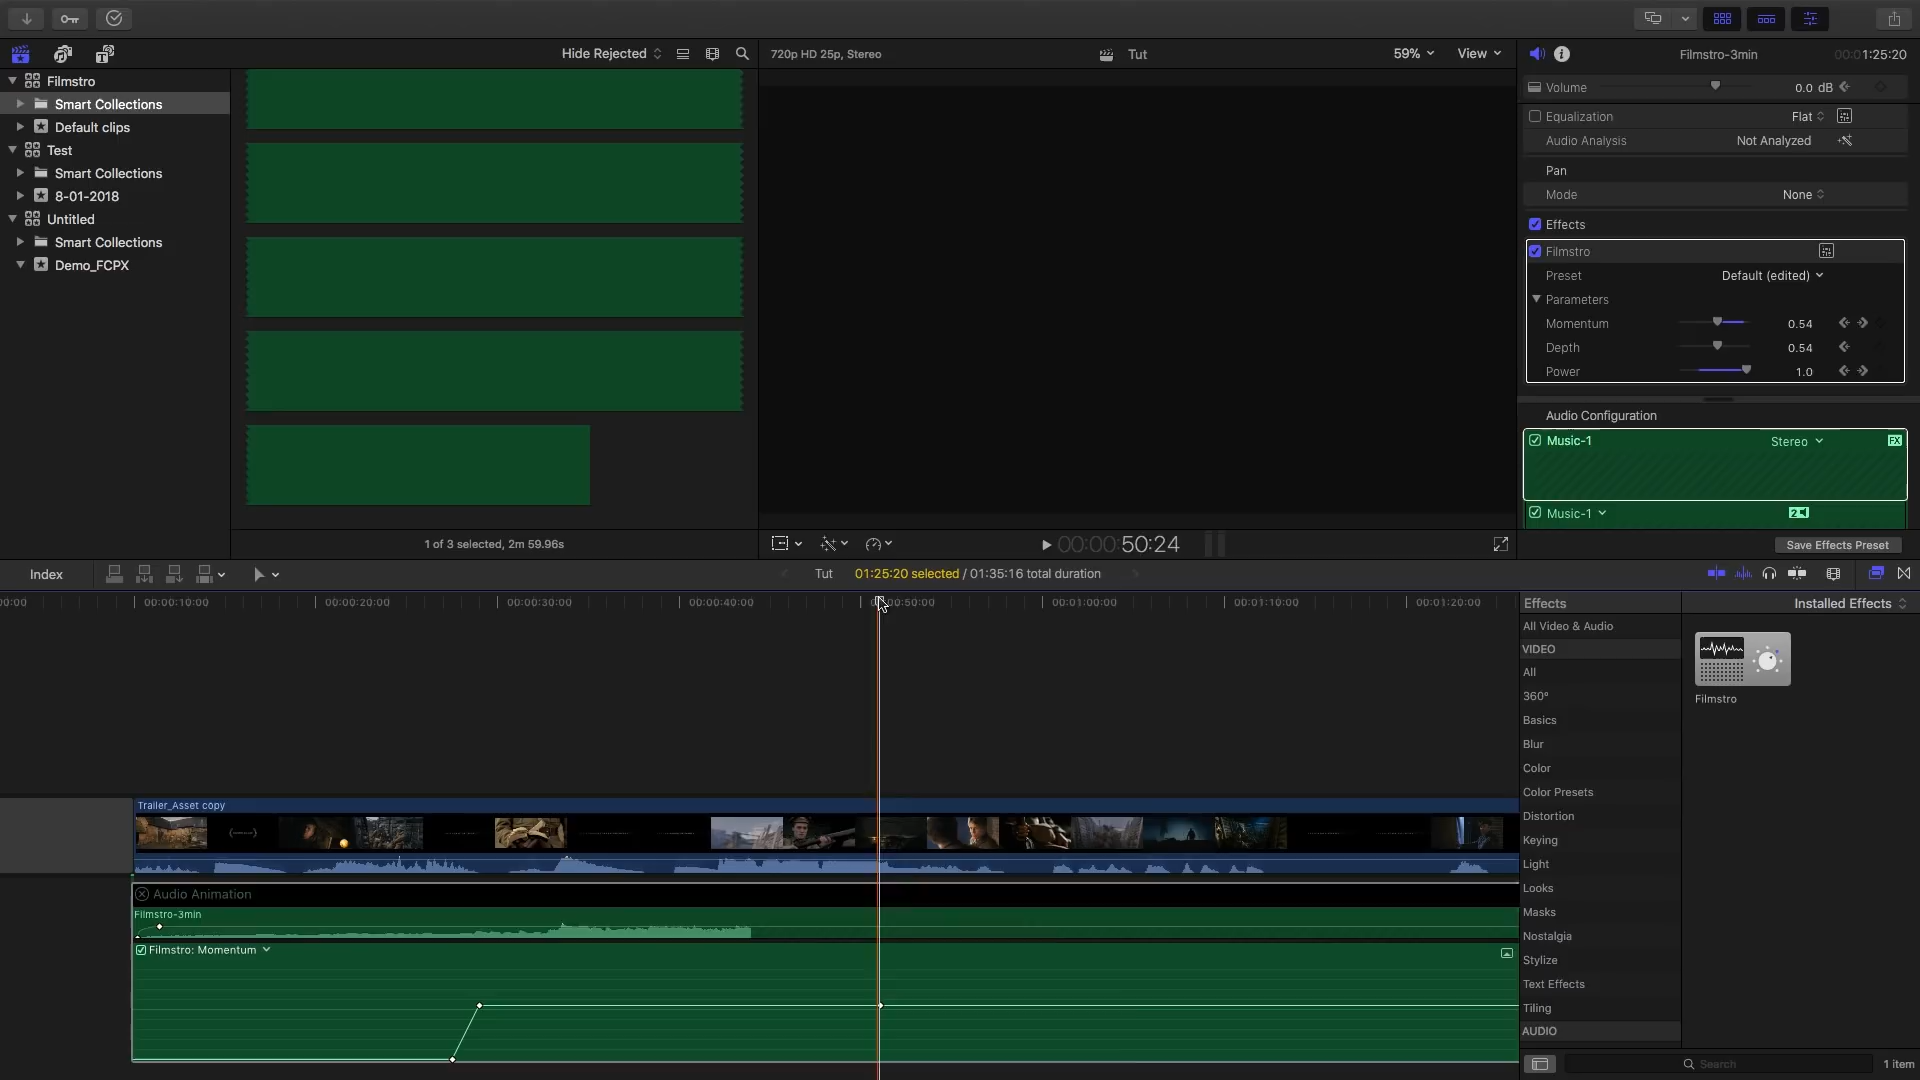 Hide Rejected
720p HD 25p, Stereo
Tut
59%
View
Filmstro-3min
00:01:25:20
Filmstro
Smart Collections
Default clips
Test
Smart Collections
8-01-2018
Untitled
Smart Collections
Demo_FCPX
Volume
0.0 dB
Equalization
Flat
Audio Analysis
Not Analyzed
Pan
Mode
None
Effects
Filmstro
Preset
Default (edited)
Parameters
Momentum
0.54
Depth
0.54
Power
1.0
Audio Configuration
Music-1
Stereo
FX
Music-1
2
1 of 3 selected, 2m 59.96s
00:00:50:24
Save Effects Preset
Index
Tut
01:25:20 selected / 01:35:16 total duration
00:00
00:00:10:00
00:00:20:00
00:00:30:00
00:00:40:00
00:50:00
00:01:00:00
00:01:10:00
00:01:20:00
Effects
Installed Effects
All Video & Audio
VIDEO
All
360°
Basics
Blur
Color
Color Presets
Distortion
Keying
Light
Looks
Masks
Nostalgia
Stylize
Text Effects
Tiling
AUDIO
Filmstro
Trailer_Asset copy
Audio Animation
Filmstro-3min
Filmstro: Momentum
Search
1 item